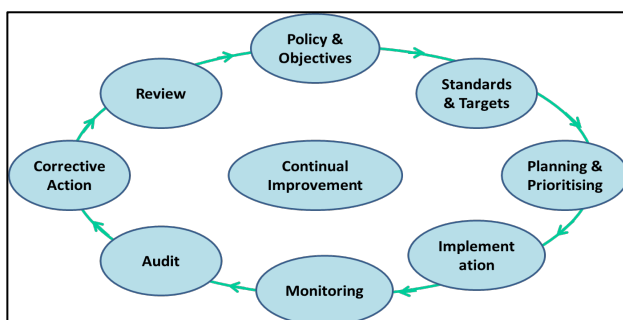 Policy &
Objectives
Standards
& Targets
Planning &
Prioritising
Implement
ation
Monitoring
Audit
Corrective
Action
Review
Continual
Improvement